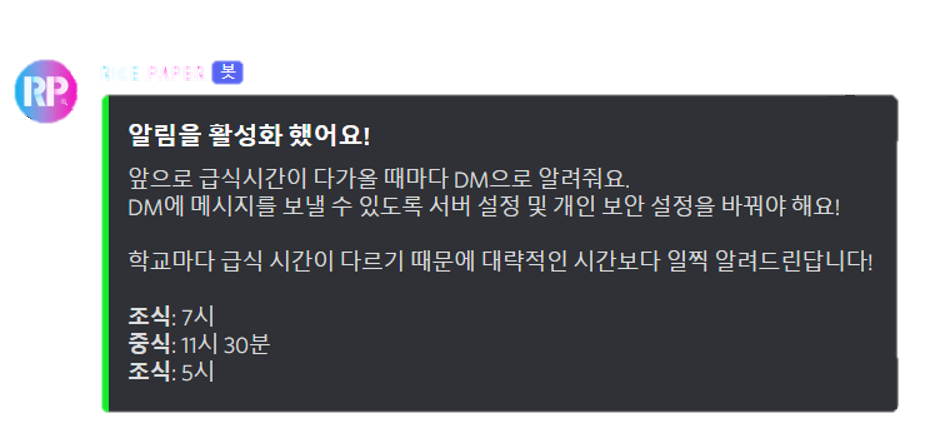 RP
RICE PAPER 봇
알림을 활성화 했어요!
앞으로 급식시간이 다가올 때마다 DM으로 알려줘요.
DM에 메시지를 보낼 수 있도록 서버 설정 및 개인 보안 설정을 바꿔야 해요!
학교마다 급식 시간이 다르기 때문에 대략적인 시간보다 일찍 알려드린답니다!
조식: 7시
중식: 11시 30분
조식: 5시